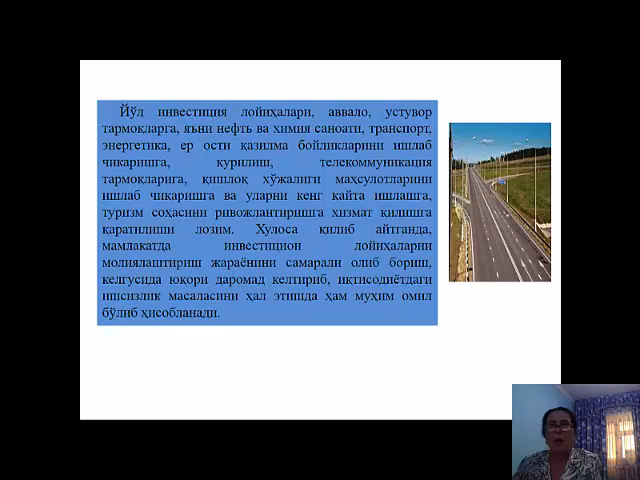 Йўл инвестиция лойиҳалари, аввало, устувор
тармоқларга, яъни нефть ва химия саноати, транспорт,
энергетика, ер ости қазилма бойликларини ишлаб
чикаришга, қурилиш, телекоммуникация
тармоқларига, қишлоқ хўжалиги маҳсулотларини
ишлаб чиқаришга ва уларни кенг қайта ишлашга,
туризм соҳасини ривожлантиришга хизмат қилишга
қаратилиши лозим. Хулоса қилиб айтганда,
мамлакатда инвестицион лойиҳаларни
молиялаштириш жараёнини самарали олиб бориш,
келгусида юқори даромад келтириб, иқтисодиётдаги
ишсизлик масаласини ҳал этишда ҳам муҳим омил
бўлиб ҳисобланади.